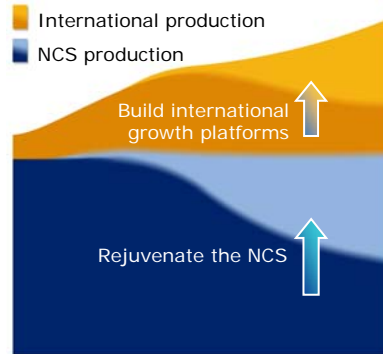 International production
NCS production
Build international
growth platforms
Rejuvenate the NCS